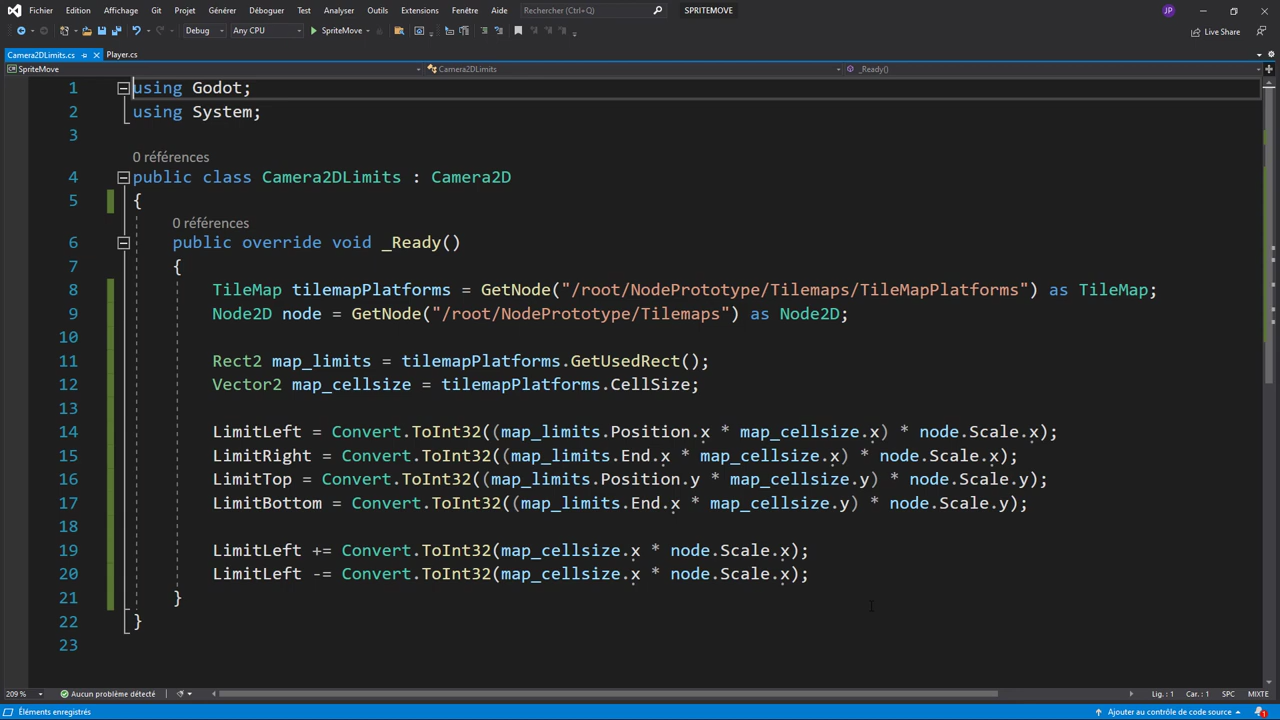 Fichier Edition Affichage Git Projet Générer Déboguer Test Analyser Outils Extensions Fenêtre Aide Rechercher (Ctrl+Q) SPRITEMOVE JP
Debug Any CPU SpriteMove Live Share
Camera2DLimits.cs Player.cs
SpriteMove Camera2DLimits _Ready()
1 using Godot;
2 using System;
3
0 références
4 public class Camera2DLimits : Camera2D
5 {
0 références
6 public override void _Ready()
7 {
8 TileMap tilemapPlatforms = GetNode("/root/NodePrototype/Tilemaps/TileMapPlatforms") as TileMap;
9 Node2D node = GetNode("/root/NodePrototype/Tilemaps") as Node2D;
10
11 Rect2 map_limits = tilemapPlatforms.GetUsedRect();
12 Vector2 map_cellsize = tilemapPlatforms.CellSize;
13
14 LimitLeft = Convert.ToInt32((map_limits.Position.x * map_cellsize.x) * node.Scale.x);
15 LimitRight = Convert.ToInt32((map_limits.End.x * map_cellsize.x) * node.Scale.x);
16 LimitTop = Convert.ToInt32((map_limits.Position.y * map_cellsize.y) * node.Scale.y);
17 LimitBottom = Convert.ToInt32((map_limits.End.x * map_cellsize.y) * node.Scale.y);
18
19 LimitLeft += Convert.ToInt32(map_cellsize.x * node.Scale.x);
20 LimitLeft -= Convert.ToInt32(map_cellsize.x * node.Scale.x);
21 }
22 }
23
209 % Aucun problème détecté Lig. : 1 Car. : 1 SPC MIXTE
Éléments enregistrés Ajouter au contrôle de code source 1